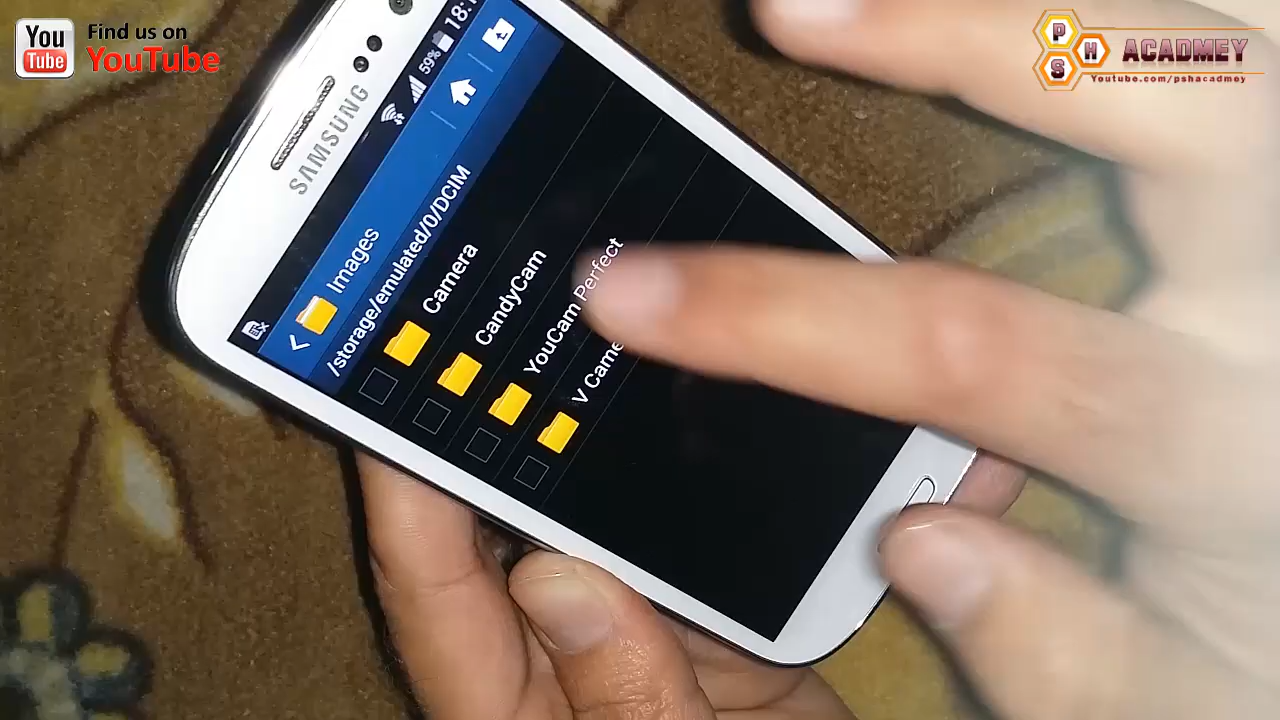 You
Tube
Find us on
YouTube
P
H
S
ACADMEY
Youtube.com/pshacadmey
SAMSUNG
59%
Images
/storage/emulated/0/DCIM
Camera
CandyCam
YouCam Perfect